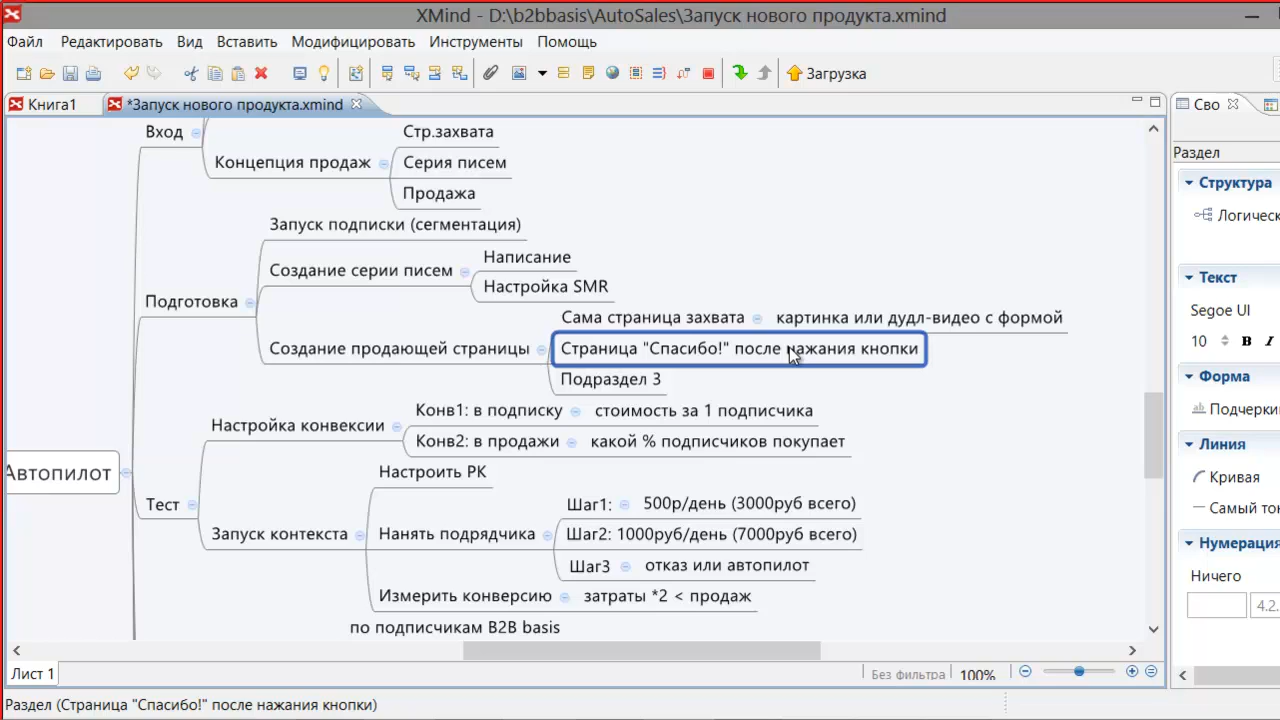 XMind - D:\b2bbasis\AutoSales\Запуск нового продукта.xmind
Файл Редактировать Вид Вставить Модифицировать Инструменты Помощь
Загрузка
Книга1 *Запуск нового продукта.xmind Сво
Вход
Концепция продаж
Стр.захвата
Серия писем
Продажа
Раздел
Структура
Логическ
Подготовка
Запуск подписки (сегментация)
Создание серии писем
Написание
Настройка SMR
Создание продающей страницы
Сама страница захвата картинка или дудл-видео с формой
Страница "Спасибо!" после нажания кнопки
Подраздел 3
Текст
Segoe UI
10 B I
Форма
Подчерки
Автопилот
Тест
Настройка конвексии
Конв1: в подписку стоимость за 1 подписчика
Конв2: в продажи какой % подписчиков покупает
Запуск контекста
Настроить РК
Нанять подрядчика
Шаг1: 500р/день (3000руб всего)
Шаг2: 1000руб/день (7000руб всего)
Шаг3 отказ или автопилот
Измерить конверсию затраты *2 < продаж
по подписчикам B2B basis
Линия
Кривая
Самый тон
Нумерация
Ничего
4.2.
Лист 1
Без фильтра 100%
Раздел (Страница "Спасибо!" после нажания кнопки)